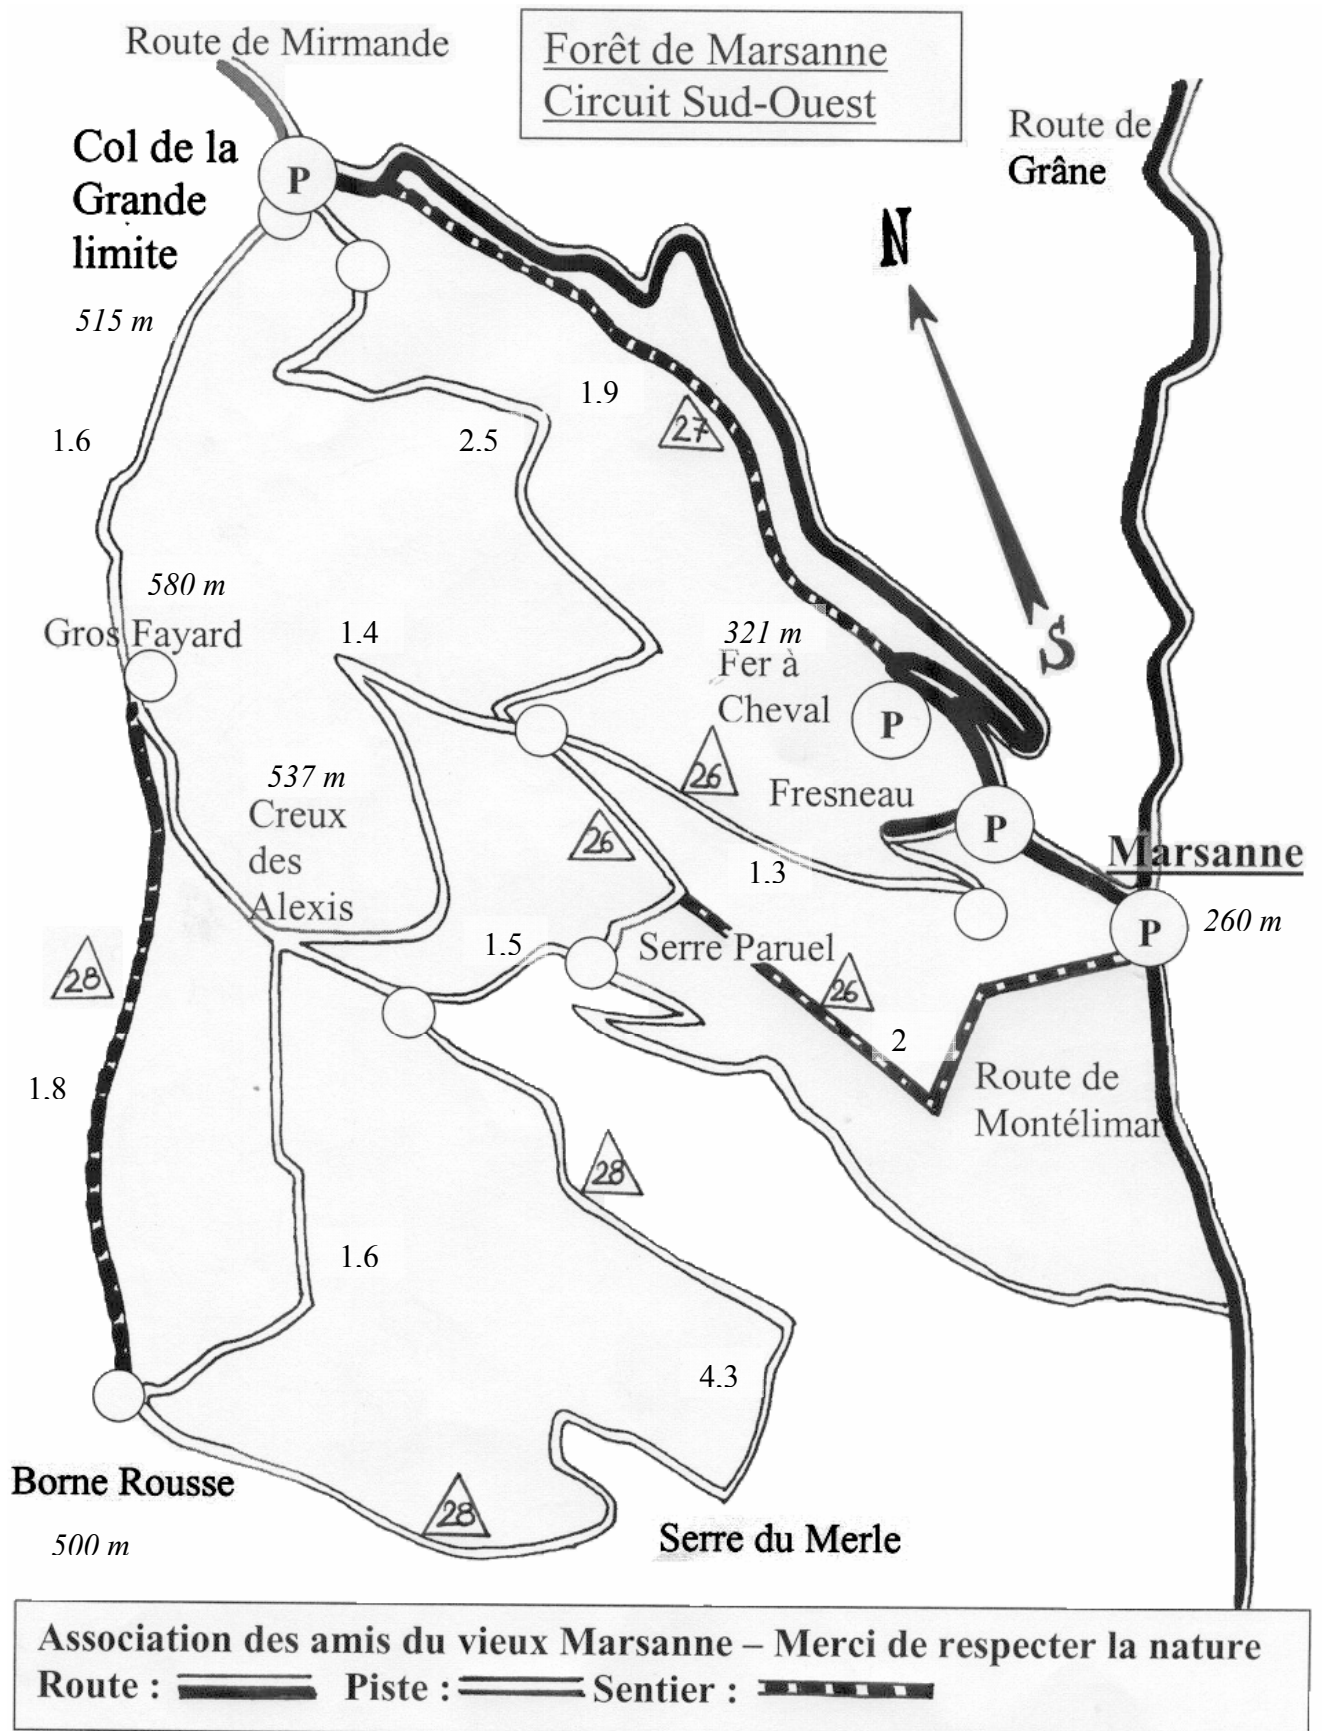 Route de Mirmande
Forêt de Marsanne
Circuit Sud-Ouest
Route de
Grâne
Col de la
Grande
limite
P
N
515 m
1.9
27
1.6
2.5
580 m
Gros Fayard
1.4
321 m
Fer à
Cheval
S
P
537 m
Creux
des
Alexis
26
Fresneau
26
P
1.3
Marsanne
260 m
P
1.5
Serre Paruel
28
26
2
1.8
Route de
Montélimar
28
1.6
4.3
Borne Rousse
28
500 m
Serre du Merle
Association des amis du vieux Marsanne – Merci de respecter la nature
Route : Piste : Sentier :